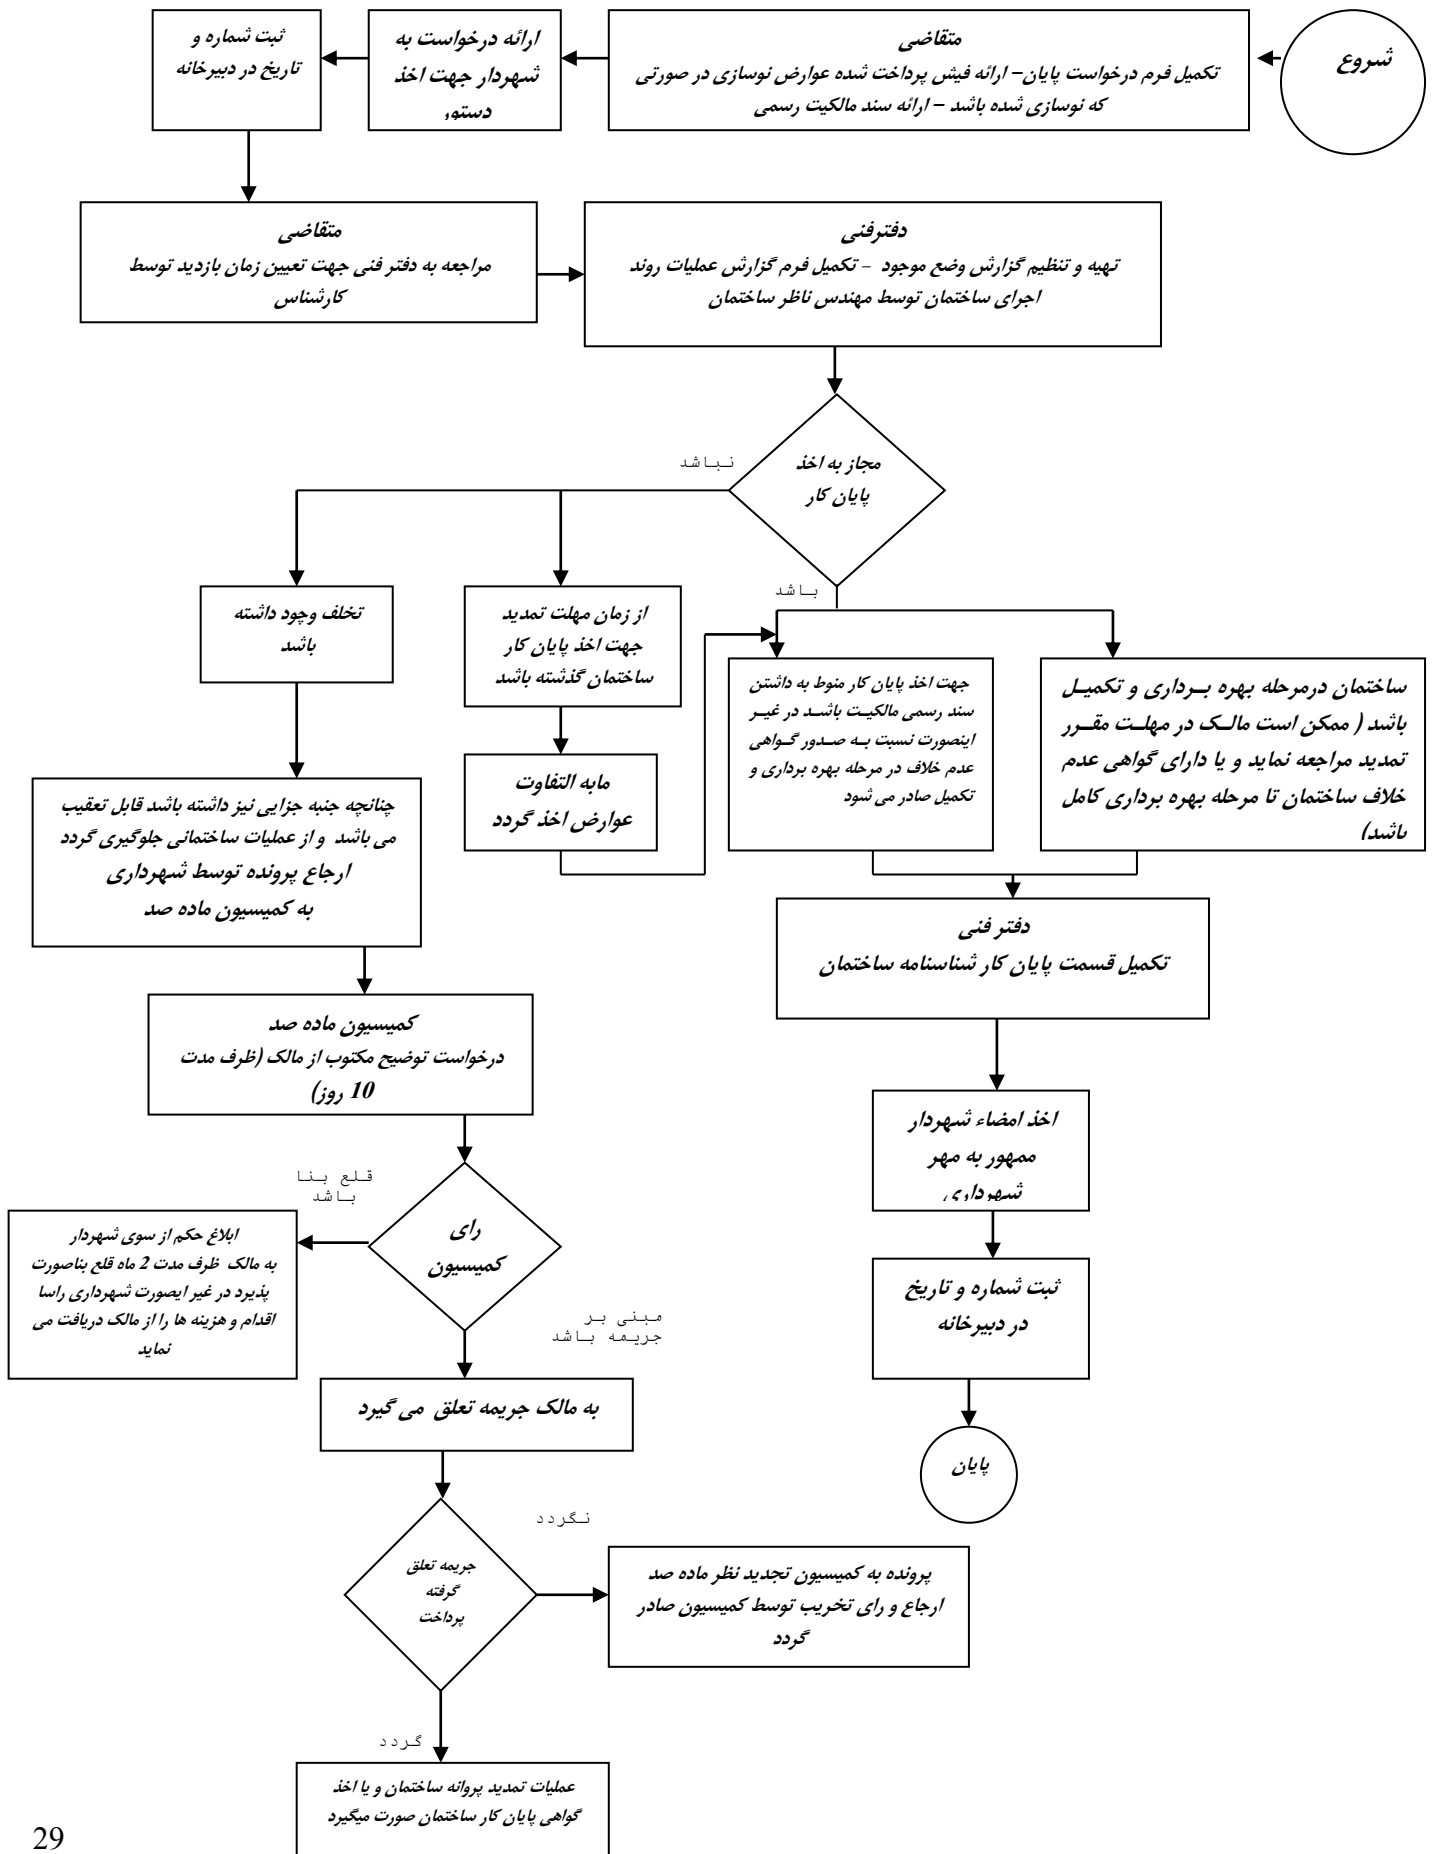 شروع
متقاضی
تکمیل فرم درخواست پایان– ارائه فیش پرداخت شده عوارض نوسازی در صورتی
که نوسازی شده باشد – ارائه سند مالکیت رسمی
ارائه درخواست به
شهردار جهت اخذ
دستور
ثبت شماره و
تاریخ در دبیرخانه
متقاضی
مراجعه به دفتر فنی جهت تعیین زمان بازدید توسط
کارشناس
دفترفنی
تهیه و تنظیم گزارش وضع موجود - تکمیل فرم گزارش عملیات روند
اجرای ساختمان توسط مهندس ناظر ساختمان
مجاز به اخذ
پایان کار
نباشد
باشد
تخلف وجود داشته
باشد
از زمان مهلت تمدید
جهت اخذ پایان کار
ساختمان گذشته باشد
جهت اخذ پایان کار منوط به داشتن
سند رسمی مالکیت باشد در غیر
اینصورت نسبت به صدور گواهی
عدم خلاف در مرحله بهره برداری و
تکمیل صادر می شود
ساختمان درمرحله بهره برداری و تکمیل
باشد ( ممکن است مالک در مهلت مقرر
تمدید مراجعه نماید و یا دارای گواهی عدم
خلاف ساختمان تا مرحله بهره برداری کامل
باشد)
مابه التفاوت
عوارض اخذ گردد
چنانچه جنبه جزایی نیز داشته باشد قابل تعقیب
می باشد و از عملیات ساختمانی جلوگیری گردد
ارجاع پرونده توسط شهرداری
به کمیسیون ماده صد
دفتر فنی
تکمیل قسمت پایان کار شناسنامه ساختمان
کمیسیون ماده صد
درخواست توضیح مکتوب از مالک (ظرف مدت
10 روز)
اخذ امضاء شهردار
ممهور به مهر
شهرداری
قلع بنا
باشد
رای
کمیسیون
ابلاغ حکم از سوی شهردار
به مالک ظرف مدت 2 ماه قلع بناصورت
پذیرد در غیر ایصورت شهرداری راسا
اقدام و هزینه ها را از مالک دریافت می
نماید
مبنی بر
جریمه باشد
ثبت شماره و تاریخ
در دبیرخانه
به مالک جریمه تعلق می گیرد
پایان
نگردد
جریمه تعلق
گرفته
پرداخت
پرونده به کمیسیون تجدید نظر ماده صد
ارجاع و رای تخریب توسط کمیسیون صادر
گردد
گردد
عملیات تمدید پروانه ساختمان و یا اخذ
گواهی پایان کار ساختمان صورت میگیرد
29